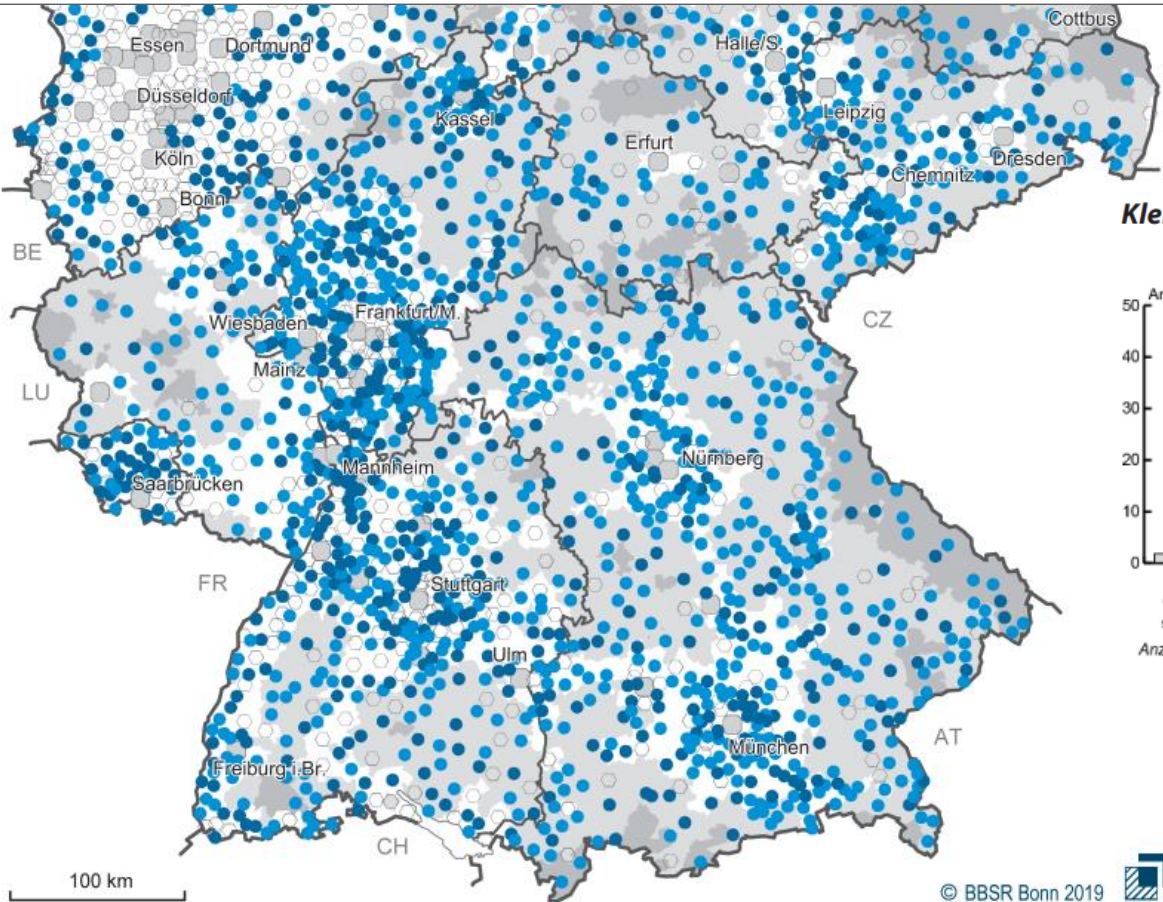 Cottbus
Essen
Dortmund
Halle/S.
Düsseldorf
Leipzig
Kassel
Erfurt
Dresden
Köln
Chemnitz
Bonn
Kle
BE
An
50
Wiesbaden
Frankfurt/M.
CZ
40
Mainz
LU
30
Mannheim
Nürnberg
20
Saarbrücken
10
0
FR
Stuttgart
Anz
Ulm
AT
München
Freiburg i.Br.
CH
100 km
© BBSR Bonn 2019